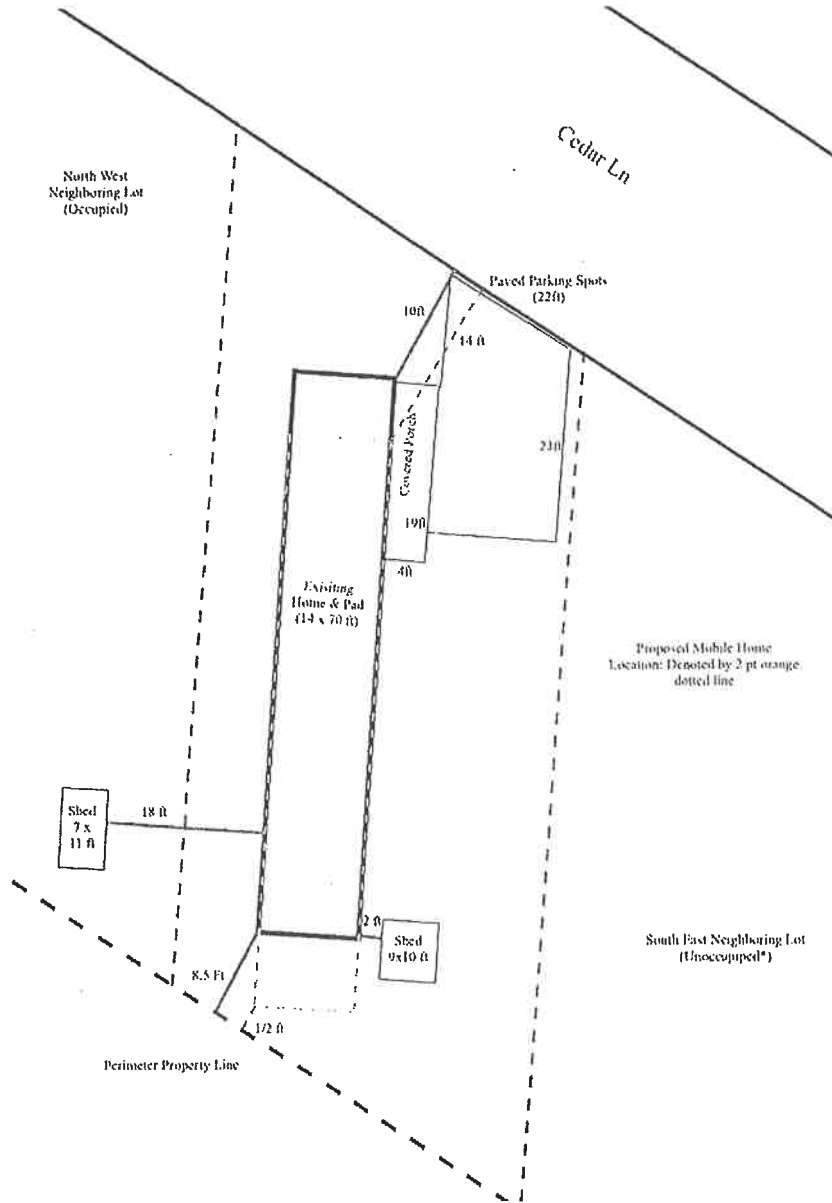 Cedar Ln
North West
Neighboring Lot
(Occupied)
Paved Parking Spots
(22ft)
10ft
14 ft
Covered Porch
23ft
19ft
4ft
Exisiting
Home & Pad
(14 x 70 ft)
Proposed Mobile Home
Location: Denoted by 2 pt orange
dotted line
Shed
7 x
11 ft
18 ft
2 ft
Shed
9x10 ft
South East Neighboring Lot
(Unoccupiped*)
8.5 Ft
1/2 ft
Perimeter Property Line